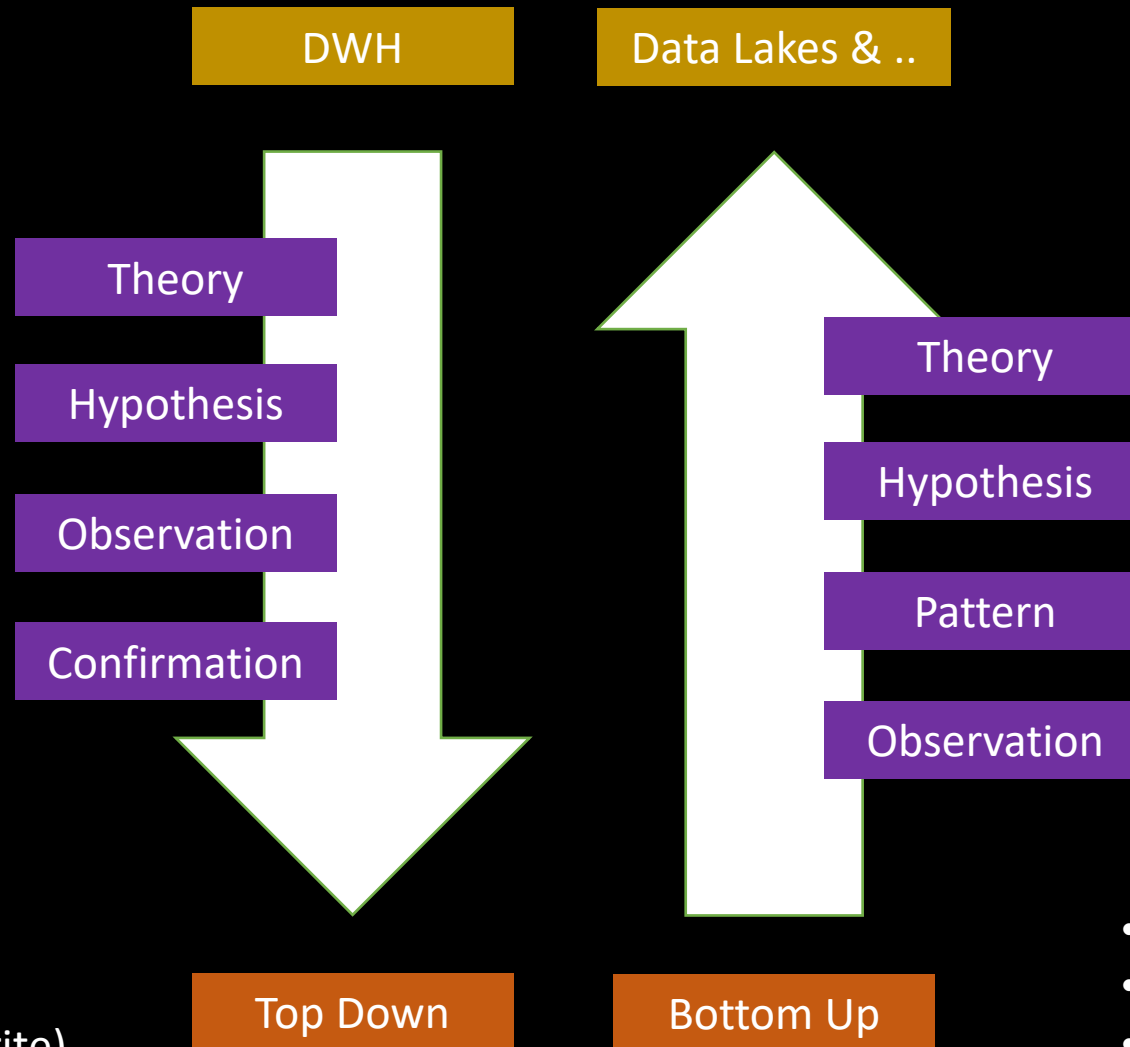 DWH
Data Lakes & ..
Theory
Hypothesis
Observation
Confirmation
Theory
Hypothesis
Pattern
Observation
Top Down
Bottom Up